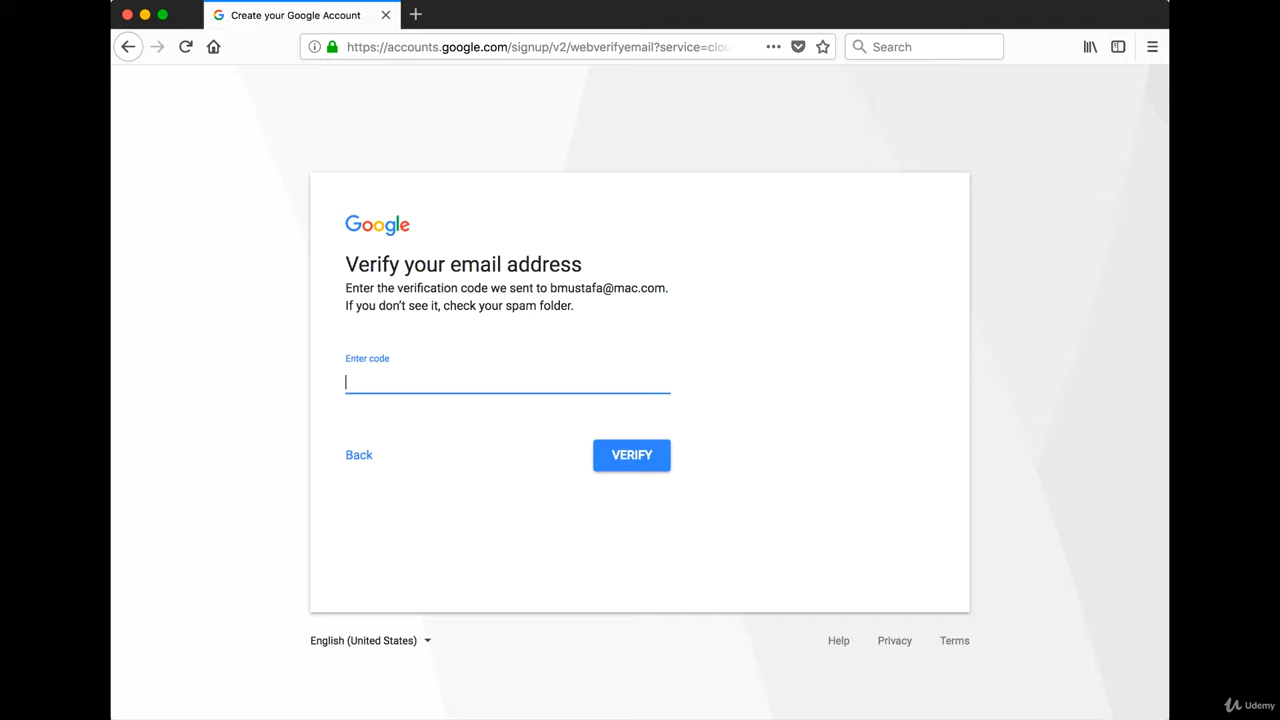 Create your Google Account
https://accounts.google.com/signup/v2/webverifyemail?service=clou
Search
Google
Verify your email address
Enter the verification code we sent to bmustafa@mac.com.
If you don't see it, check your spam folder.
Enter code
Back
VERIFY
English (United States)
Help
Privacy
Terms
Udemy